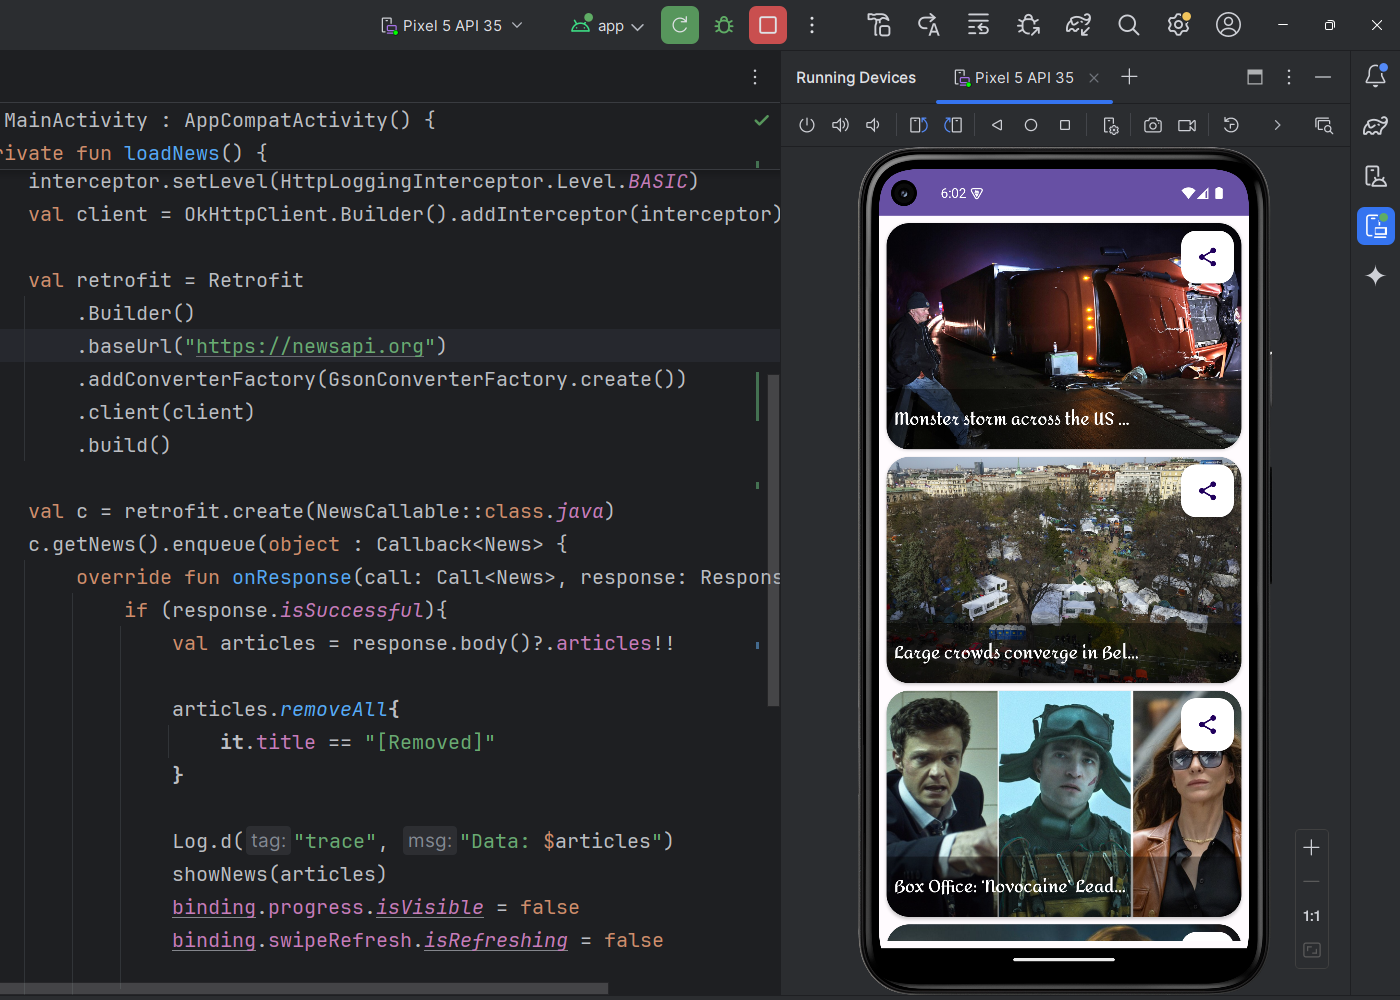 Pixel 5 API 35
app
Running Devices
Pixel 5 API 35
MainActivity : AppCompatActivity() {
rivate fun loadNews() {
interceptor.setLevel(HttpLoggingInterceptor.Level.BASIC)
val client = OkHttpClient.Builder().addInterceptor(interceptor)
val retrofit = Retrofit
.Builder()
.baseUrl("https://newsapi.org")
.addConverterFactory(GsonConverterFactory.create())
.client(client)
.build()
val c = retrofit.create(NewsCallable::class.java)
c.getNews().enqueue(object : Callback<News> {
override fun onResponse(call: Call<News>, response: Respons
if (response.isSuccessful){
val articles = response.body()?.articles!!
articles.removeAll{
it.title == "[Removed]"
}
Log.d(tag: "trace", msg: "Data: $articles")
showNews(articles)
binding.progress.isVisible = false
binding.swipeRefresh.isRefreshing = false
6:02
Monster storm across the US ...
Large crowds converge in Bel...
Box Office: 'Novocaine' Lead...
1:1